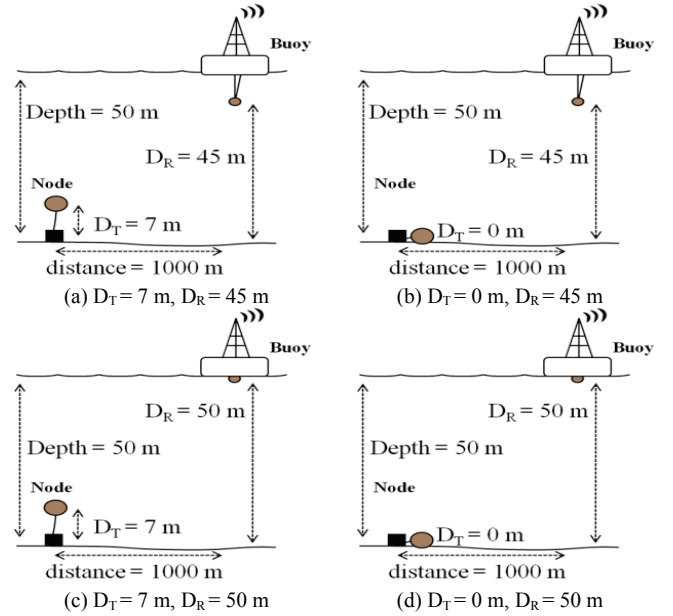 Buoy
Depth = 50 m
D_R = 45 m
Node
D_T = 7 m
distance = 1000 m
(a) D_T = 7 m, D_R = 45 m
Buoy
Depth = 50 m
D_R = 45 m
Node
D_T = 0 m
distance = 1000 m
(b) D_T = 0 m, D_R = 45 m
Buoy
D_R = 50 m
Depth = 50 m
Node
D_T = 7 m
distance = 1000 m
(c) D_T = 7 m, D_R = 50 m
Buoy
D_R = 50 m
Depth = 50 m
Node
D_T = 0 m
distance = 1000 m
(d) D_T = 0 m, D_R = 50 m